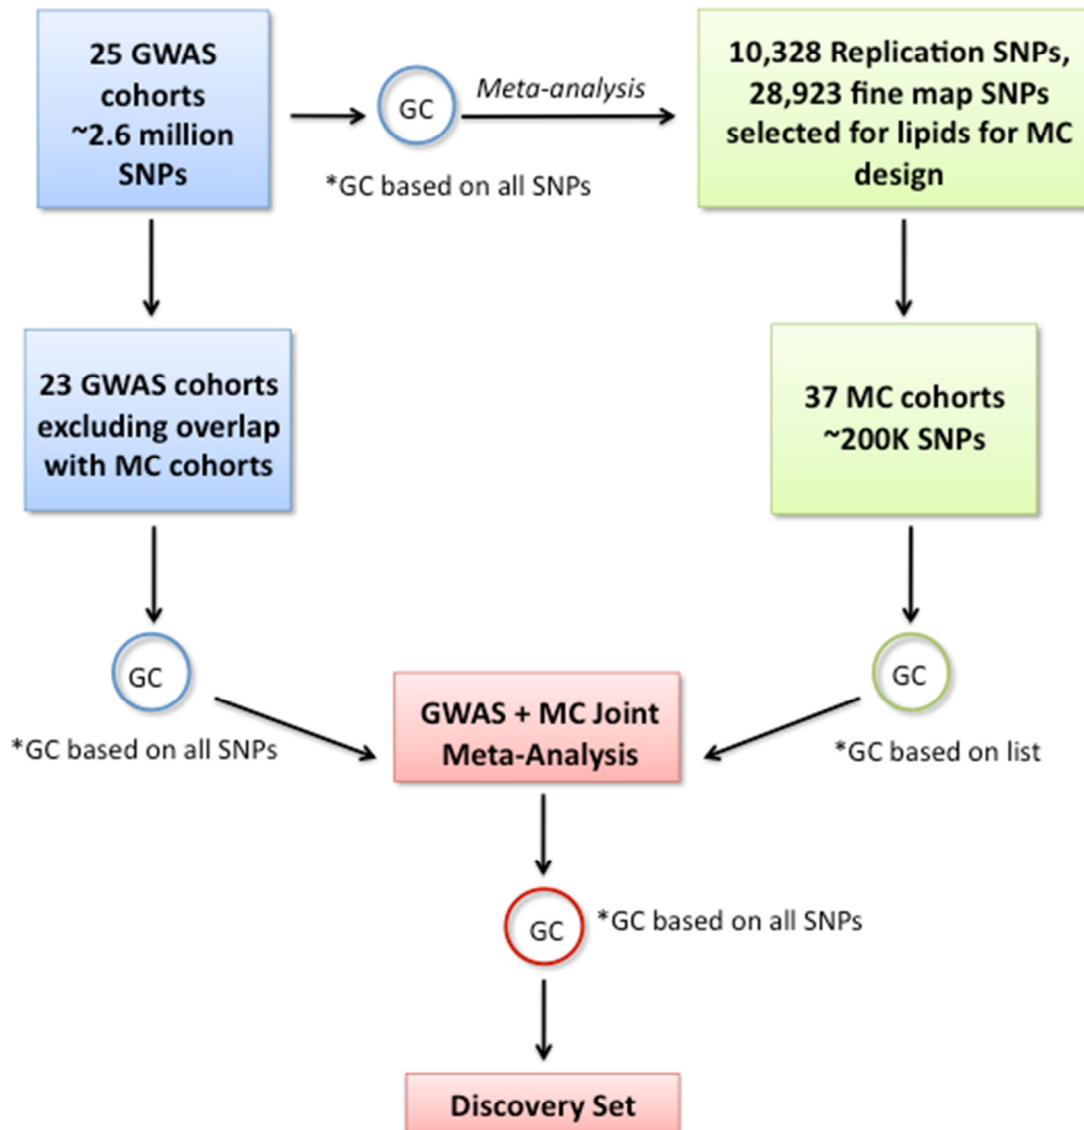 25 GWAS
cohorts
~2.6 million
SNPs
GC
Meta-analysis
*GC based on all SNPs
10,328 Replication SNPs,
28,923 fine map SNPs
selected for lipids for MC
design
23 GWAS cohorts
excluding overlap
with MC cohorts
37 MC cohorts
~200K SNPs
GC
*GC based on all SNPs
GWAS + MC Joint
Meta-Analysis
GC
*GC based on list
GC
*GC based on all SNPs
Discovery Set